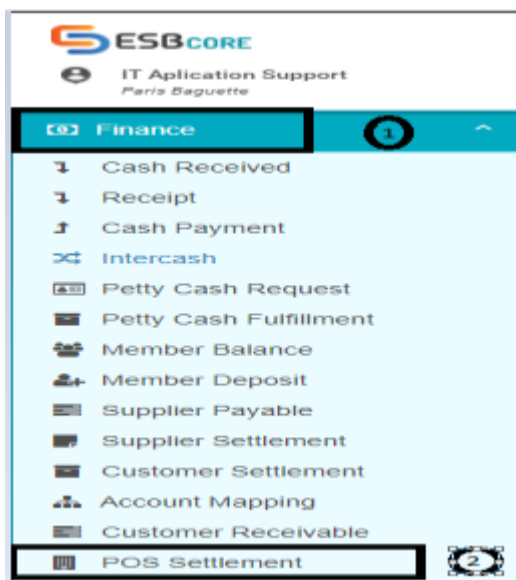 ESBCORE
IT Aplication Support
Paris Baguette
Finance 1
Cash Received
Receipt
Cash Payment
Intercash
Petty Cash Request
Petty Cash Fulfillment
Member Balance
Member Deposit
Supplier Payable
Supplier Settlement
Customer Settlement
Account Mapping
Customer Receivable
POS Settlement 2